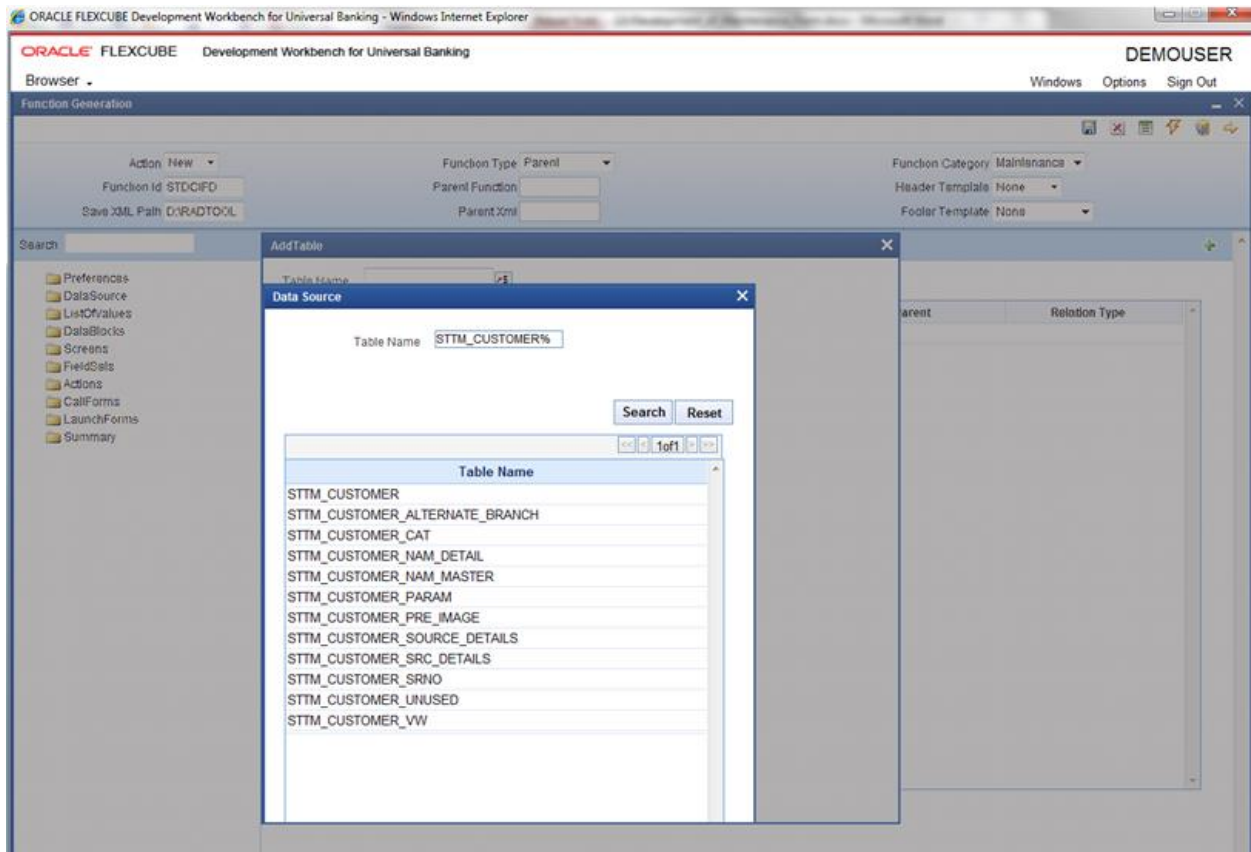 ORACLE FLEXCUBE Development Workbench for Universal Banking - Windows Internet Explorer
ORACLE FLEXCUBE Development Workbench for Universal Banking DEMOUSER
Browser Windows Options Sign Out
Function Generation
Action New Function Type Parent Function Category Maintenance
Function Id STDCIFD Parent Function Header Template None
Save XML Path D:\RADTOOL Parent Xml Footer Template None
Search AddTable
Table Name
Preferences
DataSource
ListOfValues
DataBlocks
Screens
FieldSets
Actions
CallForms
LaunchForms
Summary
Data Source
Table Name STTM_CUSTOMER%
Search Reset
<< < 1of1 > >>
Table Name
STTM_CUSTOMER
STTM_CUSTOMER_ALTERNATE_BRANCH
STTM_CUSTOMER_CAT
STTM_CUSTOMER_NAM_DETAIL
STTM_CUSTOMER_NAM_MASTER
STTM_CUSTOMER_PARAM
STTM_CUSTOMER_PRE_IMAGE
STTM_CUSTOMER_SOURCE_DETAILS
STTM_CUSTOMER_SRC_DETAILS
STTM_CUSTOMER_SRNO
STTM_CUSTOMER_UNUSED
STTM_CUSTOMER_VW
arent Relation Type